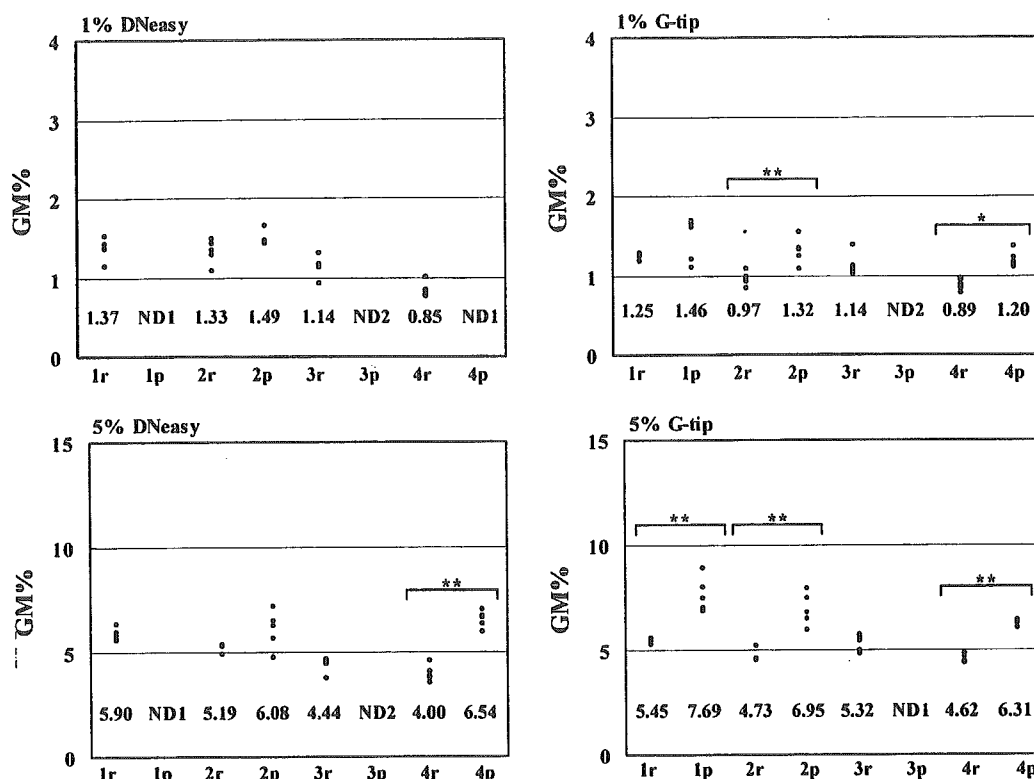 1% DNeasy
4
3
2
1
0
GM%
1.37 ND1 1.33 1.49 1.14 ND2 0.85 ND1
1r 1p 2r 2p 3r 3p 4r 4p
1% G-tip
4
3
2
1
0
GM%
**
*
1.25 1.46 0.97 1.32 1.14 ND2 0.89 1.20
1r 1p 2r 2p 3r 3p 4r 4p
5% DNeasy
15
10
5
0
GM%
**
5.90 ND1 5.19 6.08 4.44 ND2 4.00 6.54
1r 1p 2r 2p 3r 3p 4r 4p
5% G-tip
15
10
5
0
GM%
** **
**
5.45 7.69 4.73 6.95 5.32 ND1 4.62 6.31
1r 1p 2r 2p 3r 3p 4r 4p